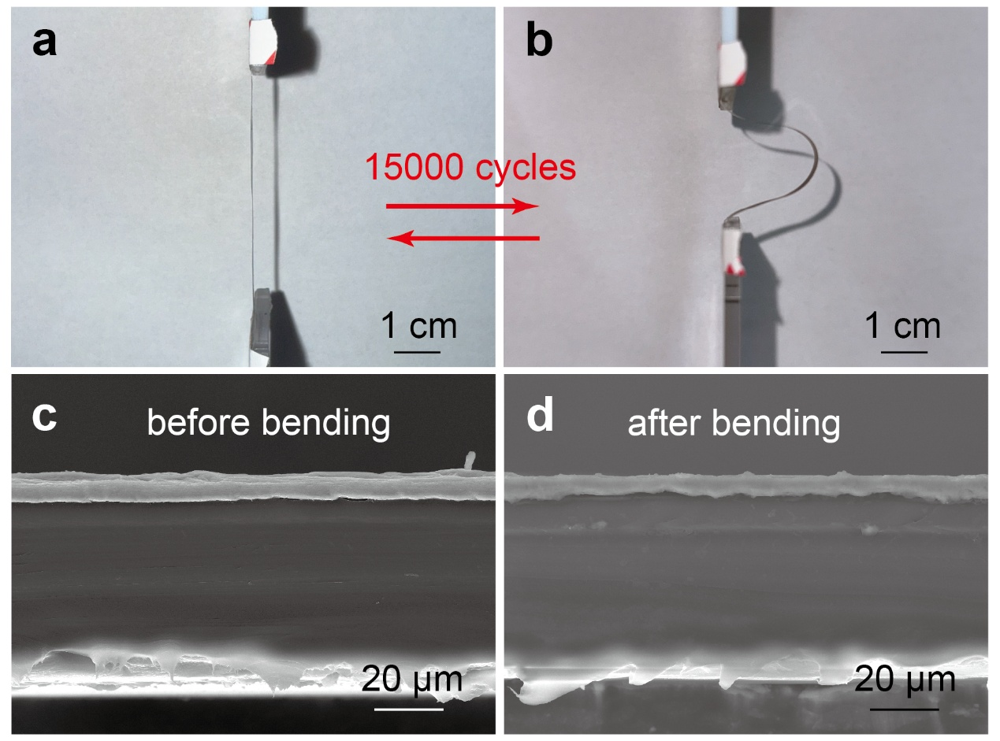 a
b
15000 cycles
1 cm
1 cm
c
before bending
d
after bending
20 μm
20 μm